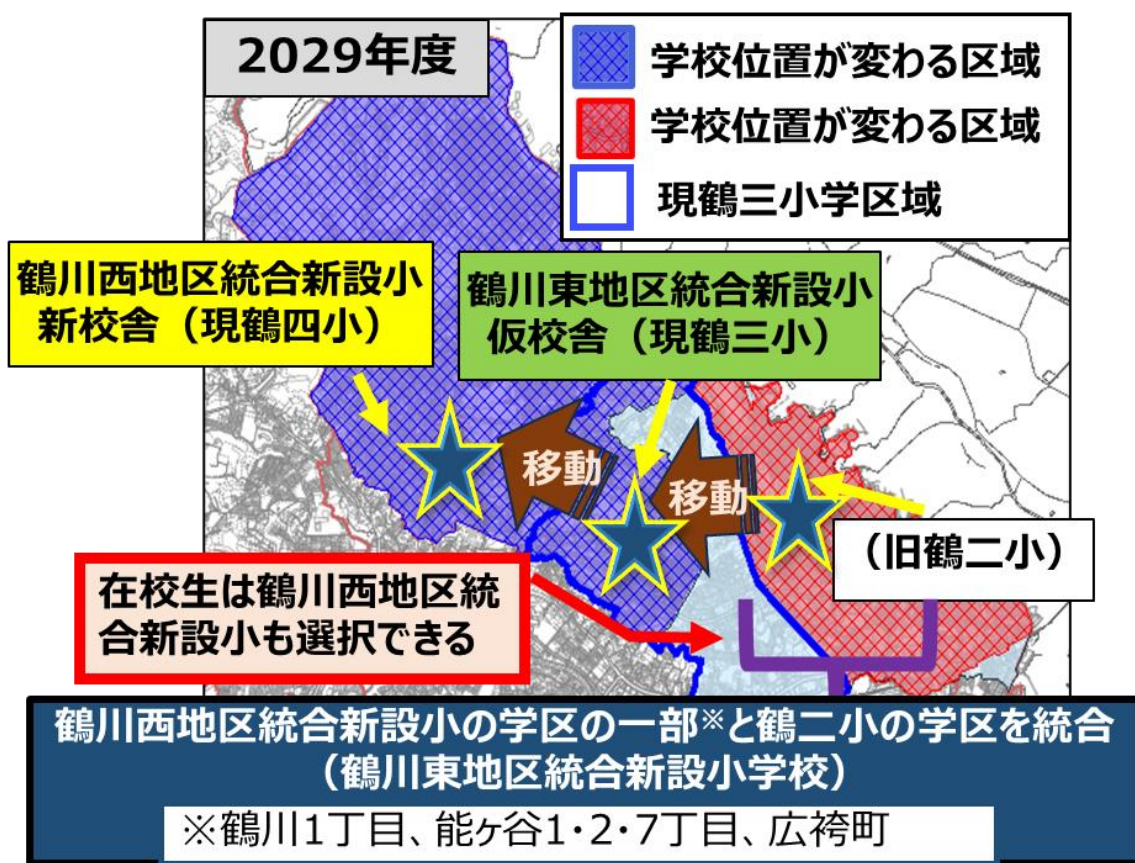 2029年度
学校位置が変わる区域
学校位置が変わる区域
現鶴三小学区域
鶴川西地区統合新設小
新校舎（現鶴四小）
鶴川東地区統合新設小
仮校舎（現鶴三小）
移動
移動
（旧鶴二小）
在校生は鶴川西地区統
合新設小も選択できる
鶴川西地区統合新設小の学区の一部※と鶴二小の学区を統合
（鶴川東地区統合新設小学校）
※鶴川1丁目、能ヶ谷1・2・7丁目、広袴町